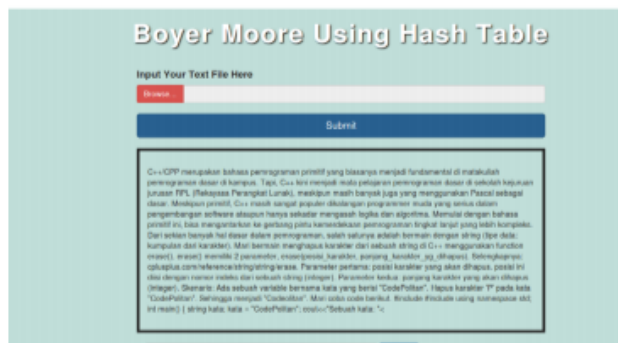 Boyer Moore Using Hash Table
Input Your Text File Here
Browse...
Submit
C++/CPP merupakan bahasa pemrograman primitif yang biasanya menjadi fundamental di matakuliah
pemrograman dasar di kampus. Tapi, C++ kini menjadi mata pelajaran pemrograman dasar di sekolah kejuruan
jurusan RPL (Rekayasa Perangkat Lunak), meskipun masih banyak juga yang menggunakan Pascal sebagai
dasar. Meskipun primitif, C++ masih sangat populer dikalangan programmer muda yang serius dalam
pengembangan software ataupun hanya sekadar mengasah logika dan algoritma. Memulai dengan bahasa
primitif ini, bisa mengantarkan ke gerbang pintu kemerdekaan pemrograman tingkat lanjut yang lebih kompleks.
Dari sekian banyak hal dasar dalam pemrograman, salah satunya adalah bermain dengan string (tipe data
kumpulan dari karakter). Mari bermain menghapus karakter dari sebuah string di C++ menggunakan function
erase(). erase() memiliki 2 parameter, erase(posisi_karakter, panjang_karakter_yg_dihapus). Selengkapnya:
cplusplus.com/reference/string/string/erase. Parameter pertama: posisi karakter yang akan dihapus, posisi ini
diisi dengan nomor indeks dari sebuah string (integer). Parameter kedua: panjang karakter yang akan dihapus
(integer). Skenario: Ada sebuah variable bernama kata yang berisi "CodePolitan". Hapus karakter "P" pada kata
"CodePolitan". Sehingga menjadi "Codeolitan". Mari coba code berikut. #include #include using namespace std;
int main() { string kata; kata = "CodePolitan"; cout<<"Sebuah kata: "<